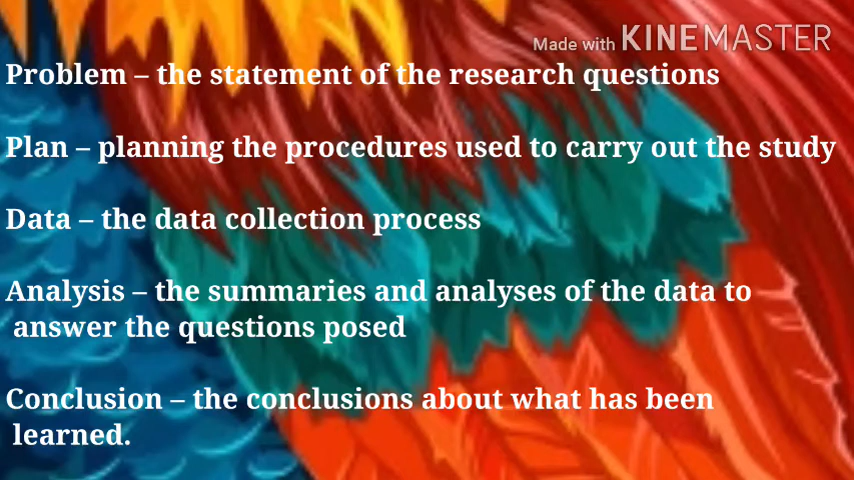 Made with KINEMASTER
Problem – the statement of the research questions
Plan – planning the procedures used to carry out the study
Data – the data collection process
Analysis – the summaries and analyses of the data to
answer the questions posed
Conclusion – the conclusions about what has been
learned.